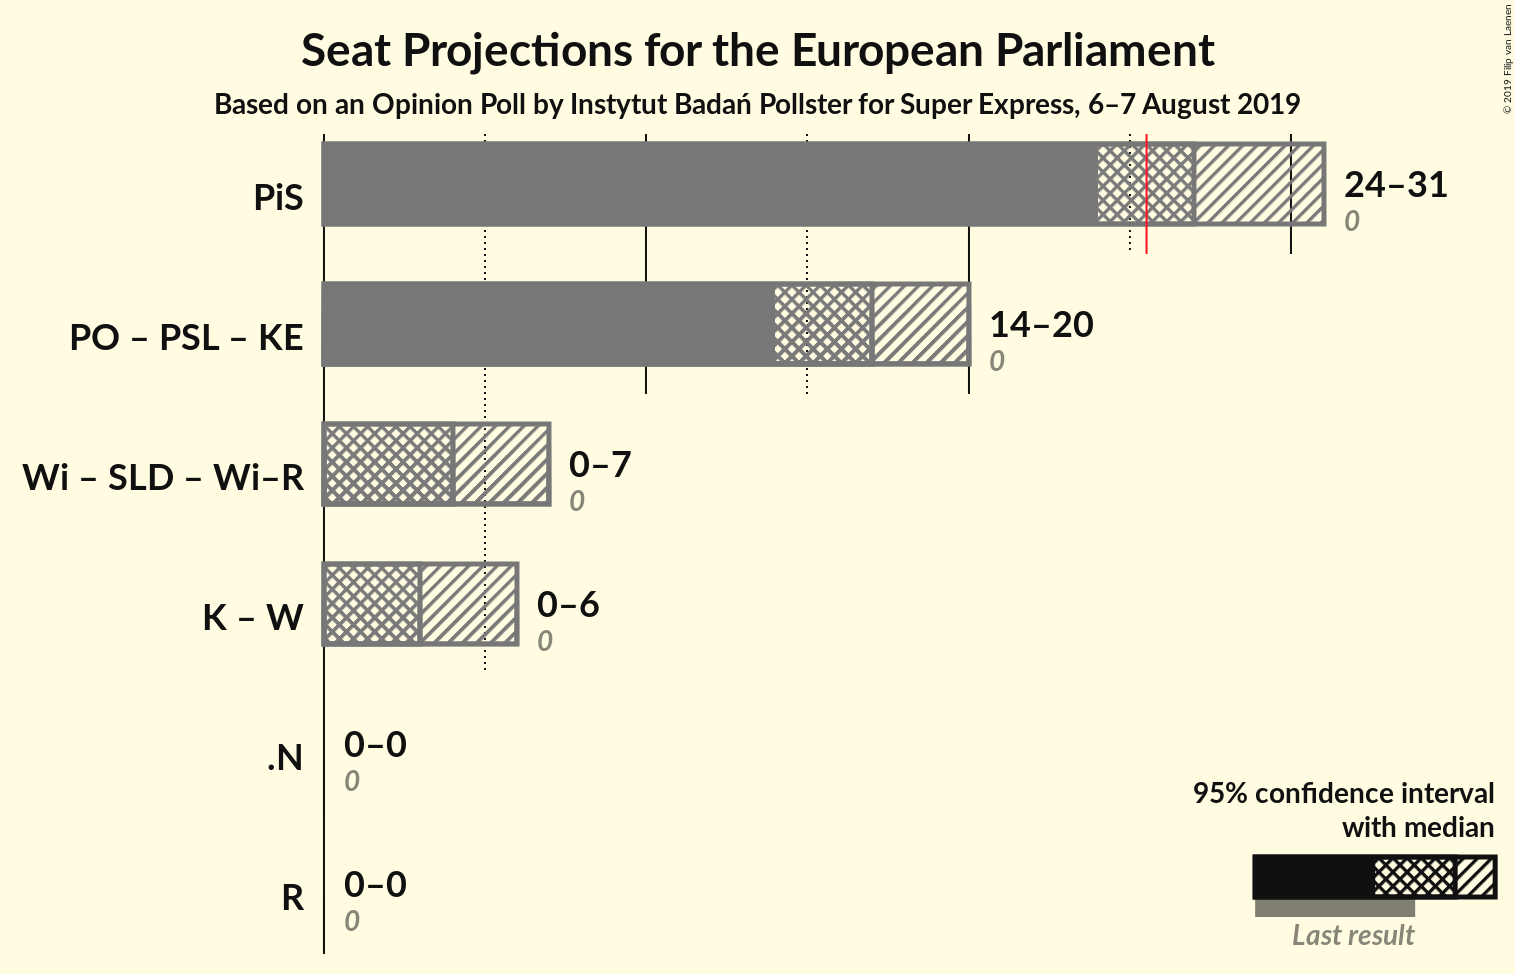 Seat Projections for the European Parliament
Based on an Opinion Poll by Instytut Badań Pollster for Super Express, 6–7 August 2019
© 2019 Filip van Laenen
PiS
24–31
0
PO – PSL – KE
14–20
0
Wi – SLD – Wi–R
0–7
0
K – W
0–6
0
.N
0–0
0
R
0–0
0
95% confidence interval
with median
Last result